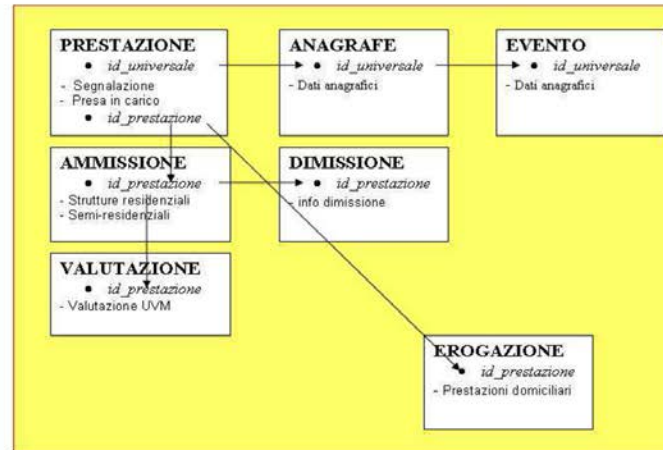 PRESTAZIONE
• id_universale
- Segnalazione
- Presa in carico
• id_prestazione
ANAGRAFE
• id_universale
- Dati anagrafici
EVENTO
• id_universale
- Dati anagrafici
AMMISSIONE
• id_prestazione
- Strutture residenziali
- Semi-residenziali
DIMISSIONE
• id_prestazione
- info dimissione
VALUTAZIONE
• id_prestazione
- Valutazione UVM
EROGAZIONE
• id_prestazione
- Prestazioni domiciliari